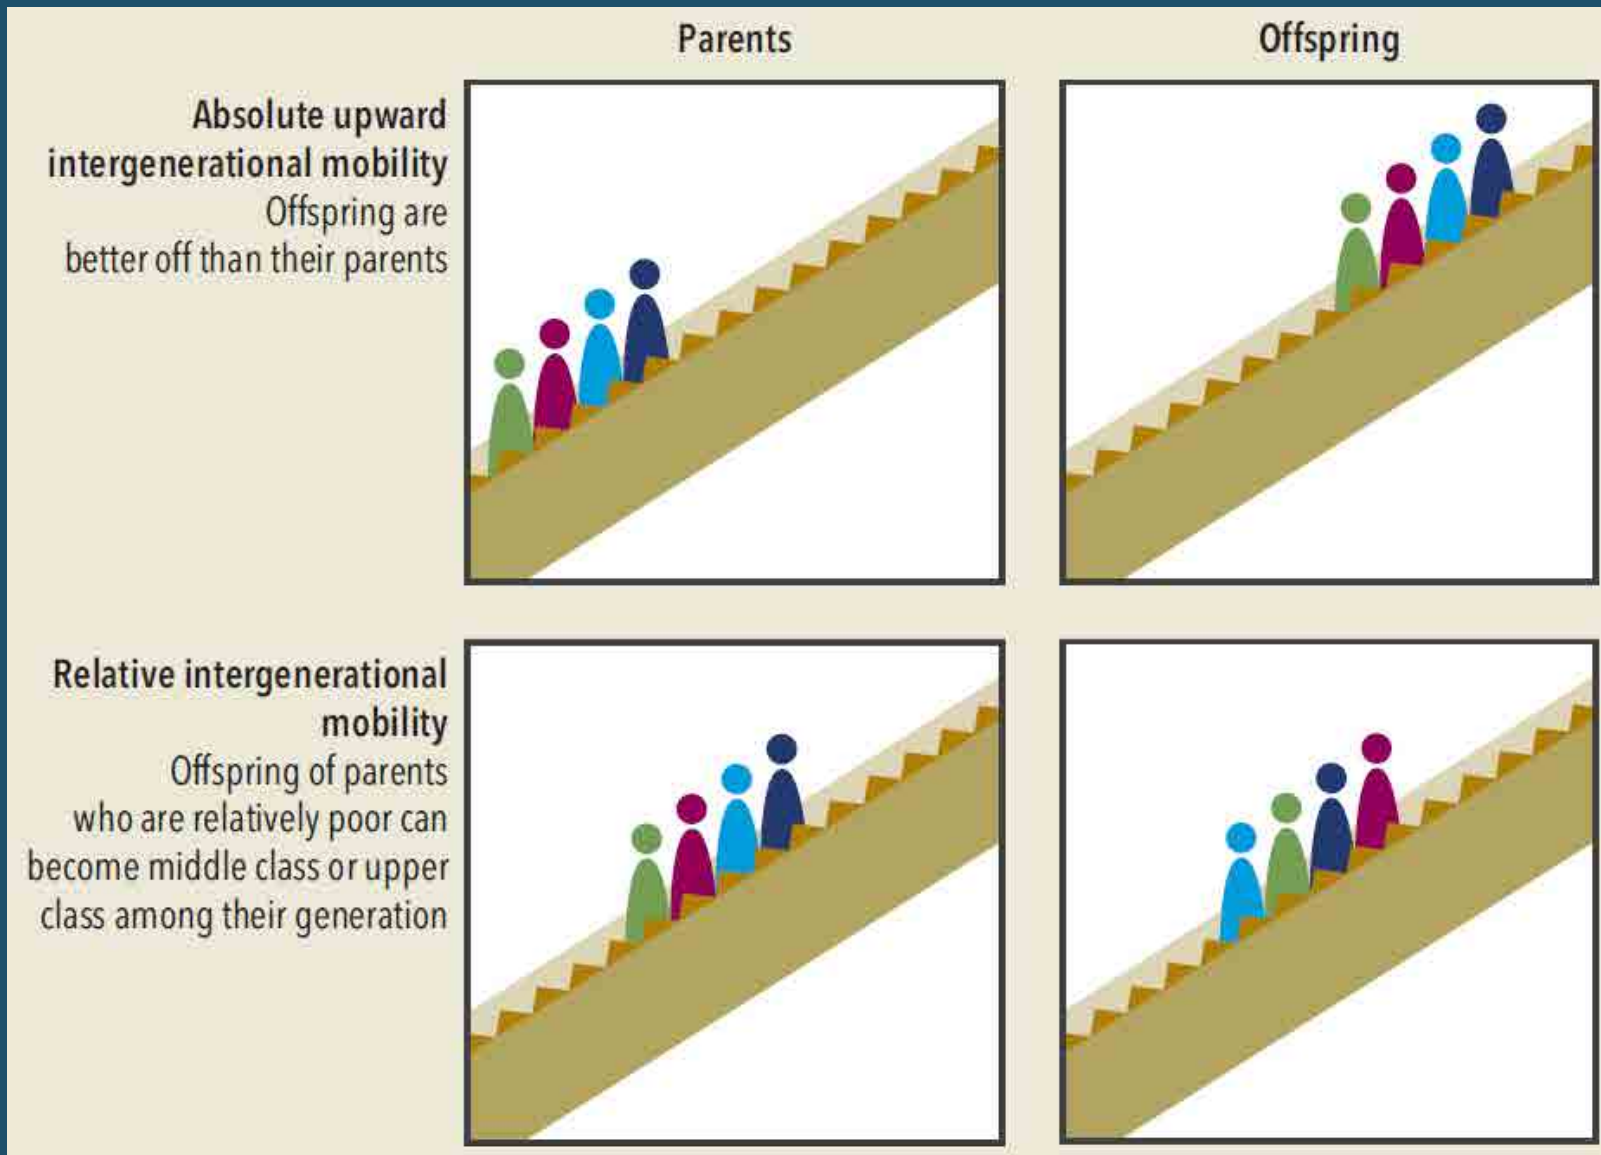 Parents
Offspring
Absolute upward
intergenerational mobility
Offspring are
better off than their parents
Relative intergenerational
mobility
Offspring of parents
who are relatively poor can
become middle class or upper
class among their generation